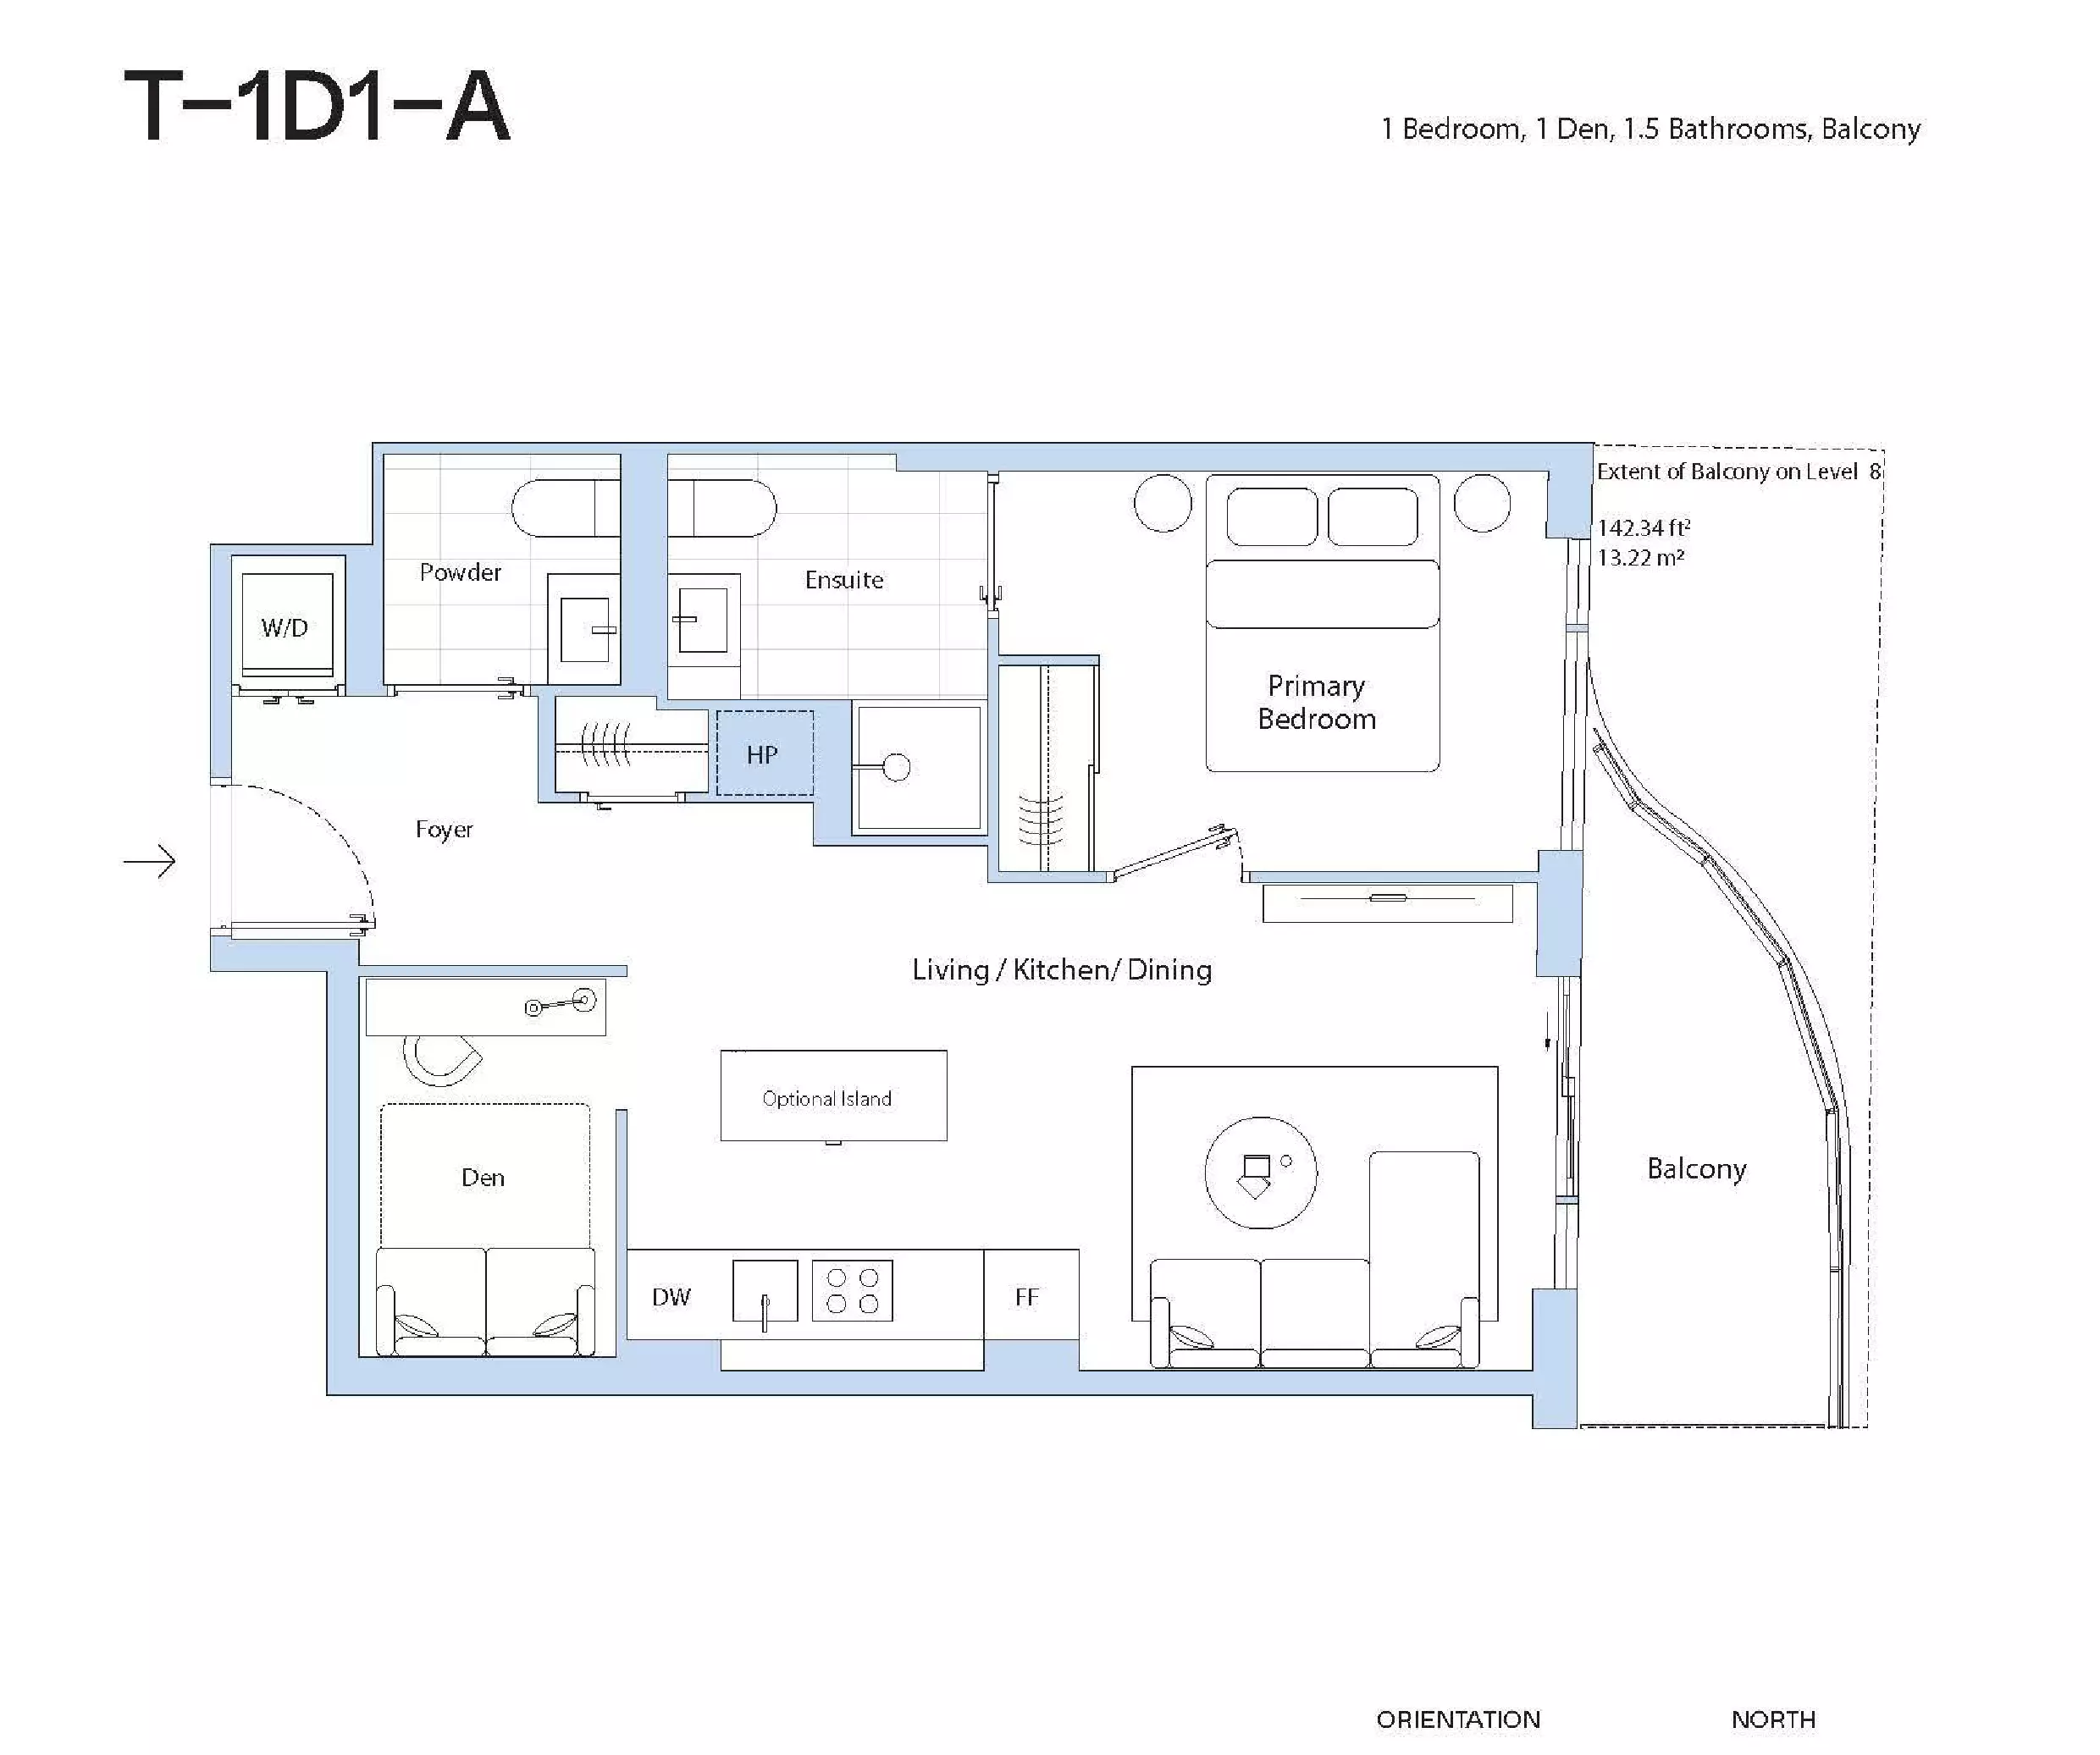 T–1D1–A
1 Bedroom, 1 Den, 1.5 Bathrooms, Balcony
Extent of Balcony on Level 8
142.34 ft²
13.22 m²
Powder
Ensuite
W/D
Primary
Bedroom
HP
Foyer
Living / Kitchen/ Dining
Optional Island
Den
Balcony
DW
FF
ORIENTATION
NORTH